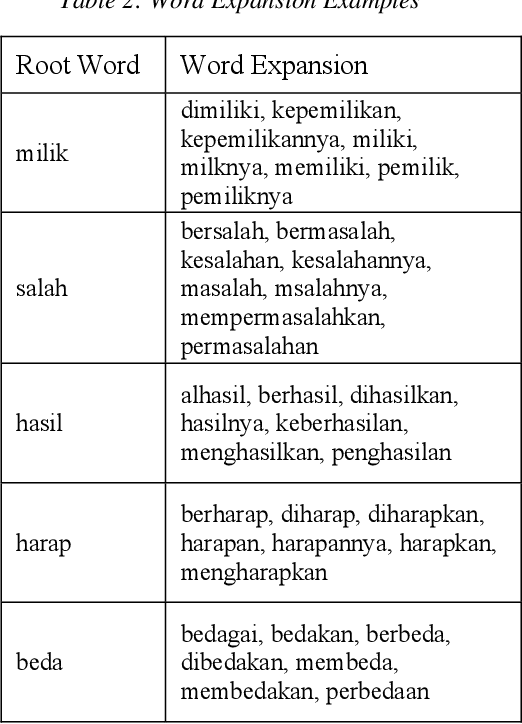 Table 2. Word Expansion Examples
Root Word
Word Expansion
milik
dimiliki, kepemilikan,
kepemilikannya, miliki,
milknya, memiliki, pemilik,
pemiliknya
salah
bersalah, bermasalah,
kesalahan, kesalahannya,
masalah, msalahnya,
mempermasalahkan,
permasalahan
hasil
alhasil, berhasil, dihasilkan,
hasilnya, keberhasilan,
menghasilkan, penghasilan
harap
berharap, diharap, diharapkan,
harapan, harapannya, harapkan,
mengharapkan
beda
bedagai, bedakan, berbeda,
dibedakan, membeda,
membedakan, perbedaan